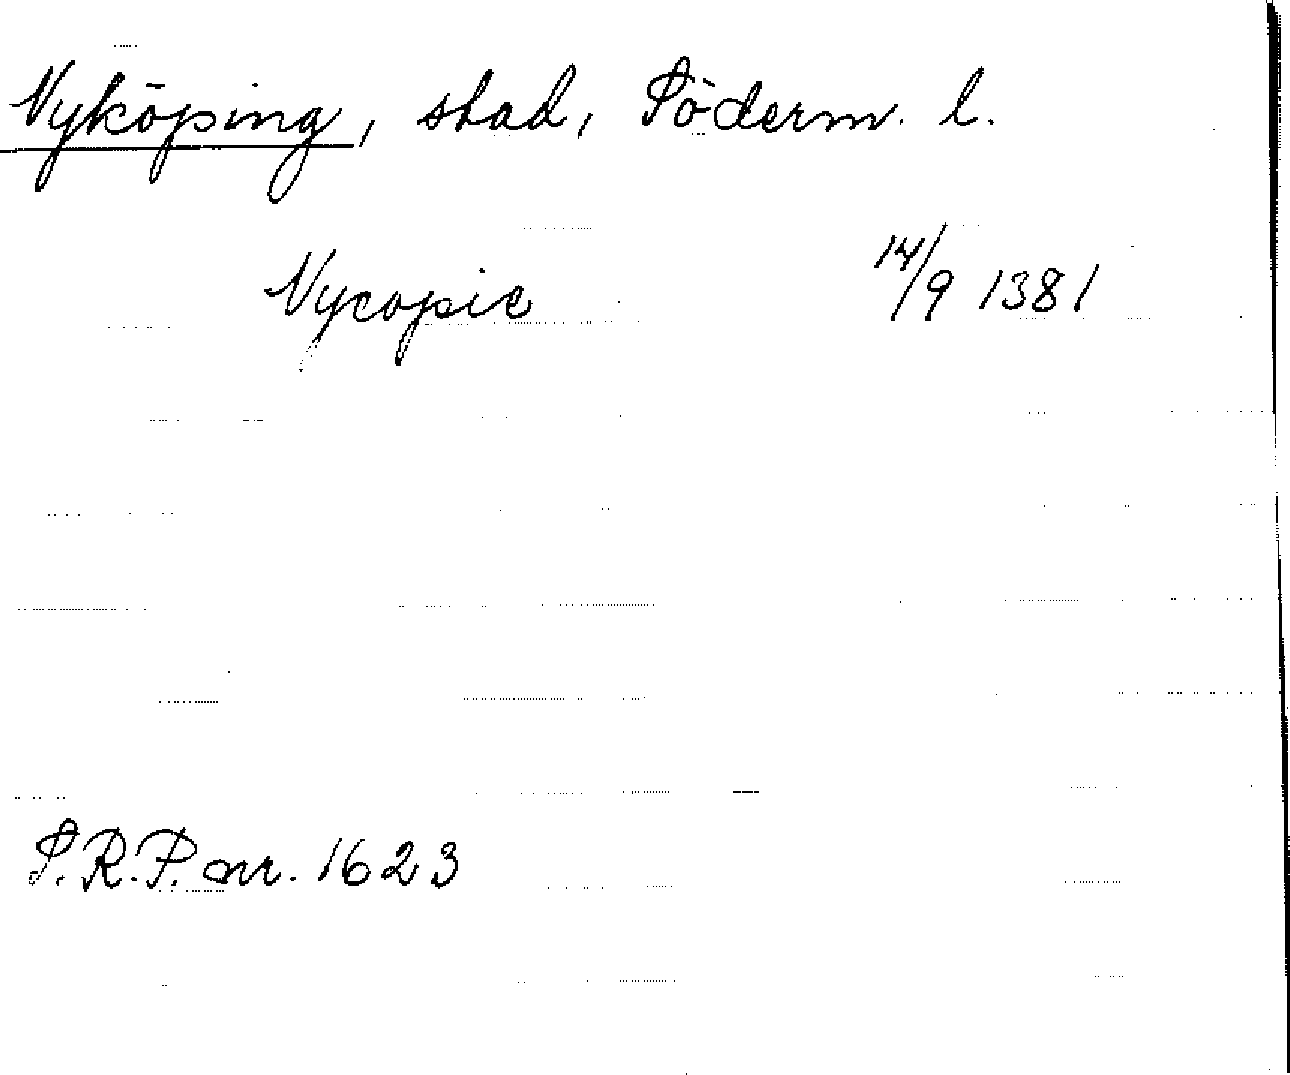 Nyköping, stad, Söderm. l.
Nycopie 14/9 1381
S.R.P. nr. 1623